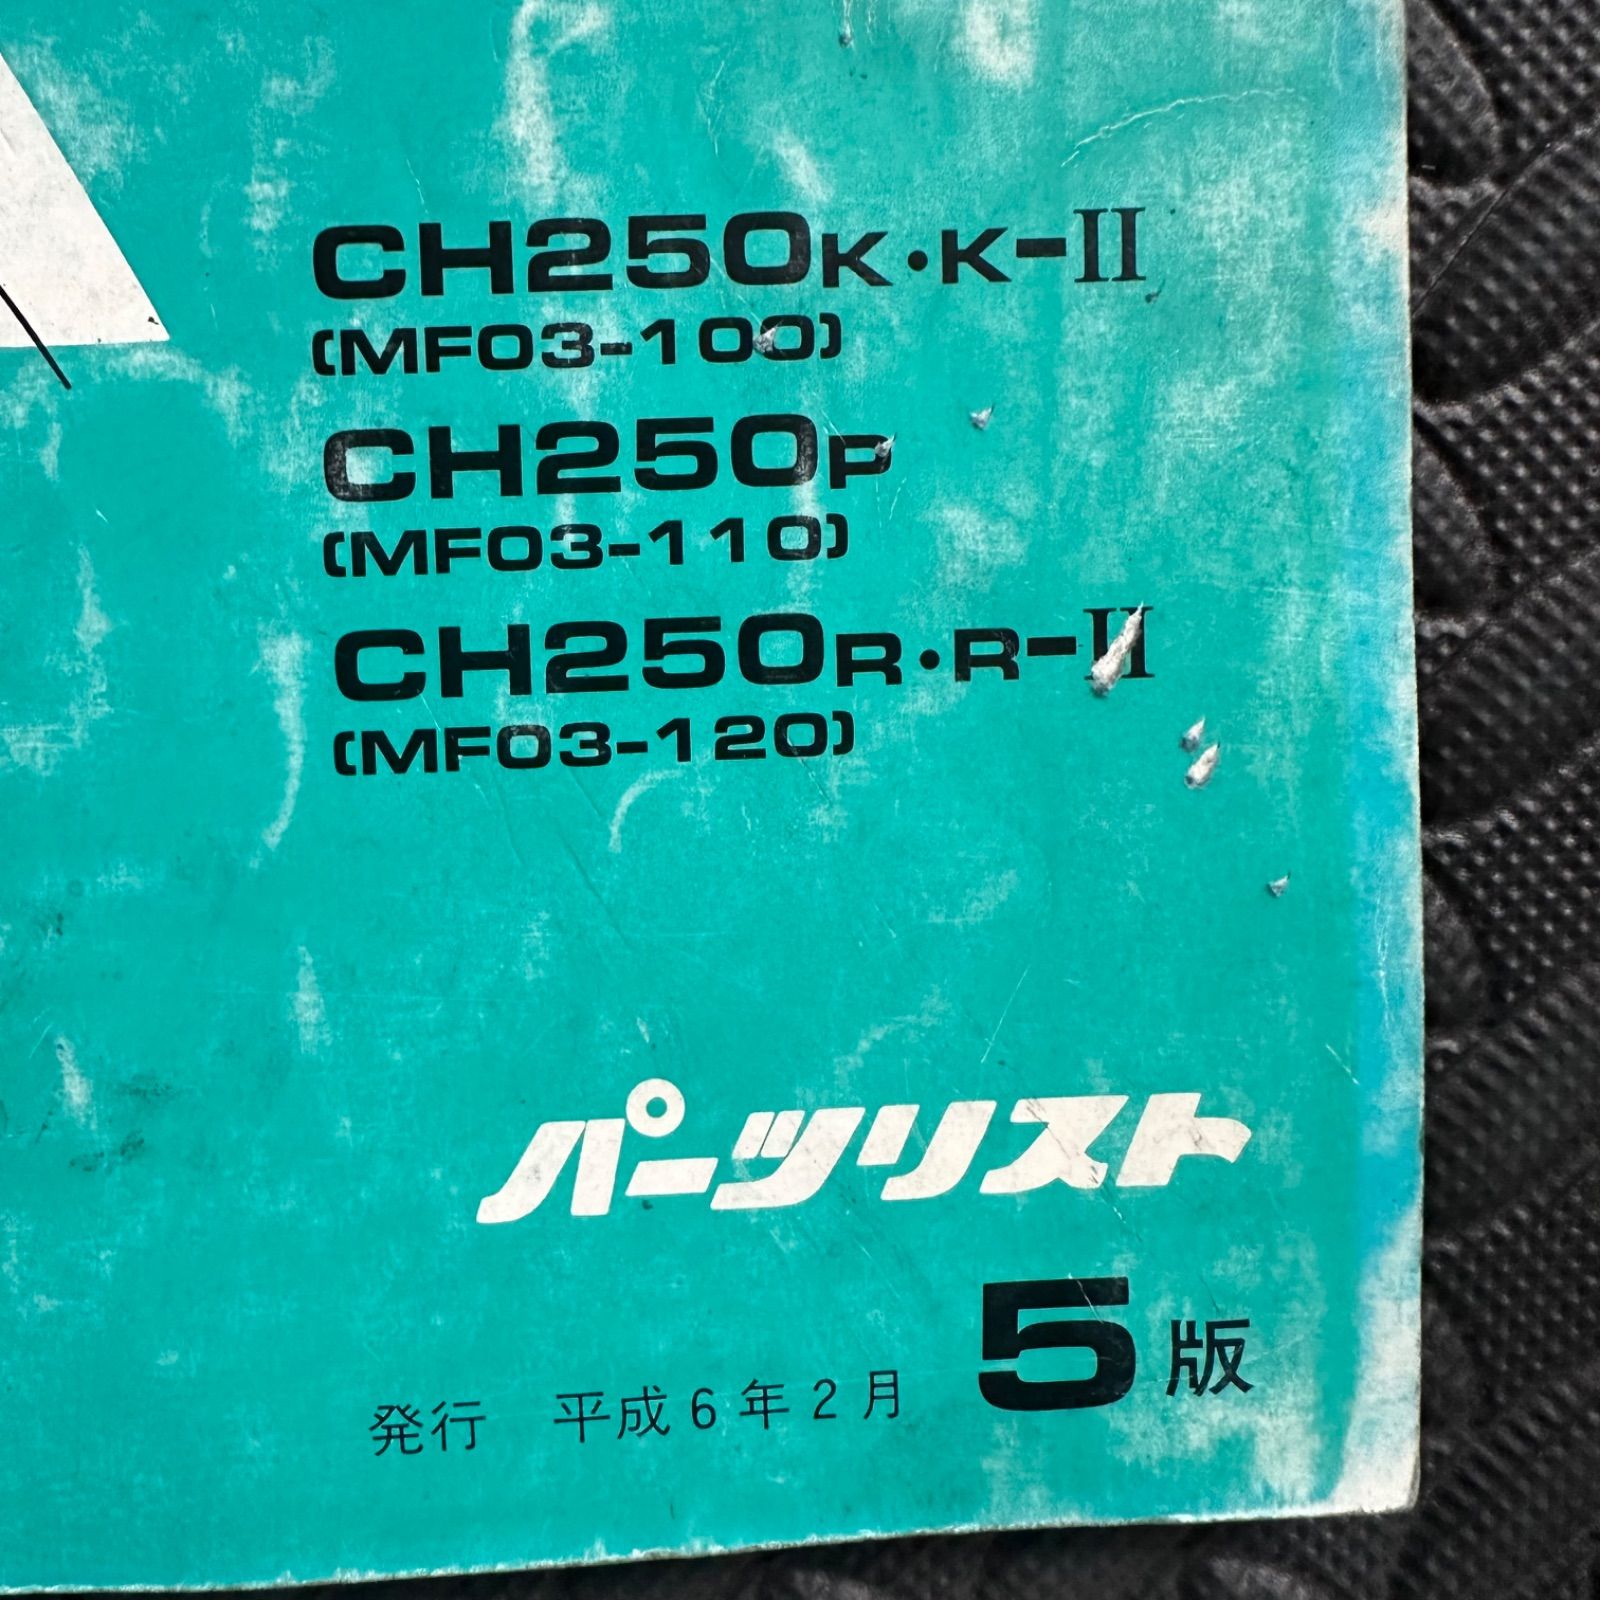 CH250K・K-II
(MF03-100)
CH250P
(MF03-110)
CH250R・R-II
(MF03-120)
パーツリスト
5版
発行 平成6年2月